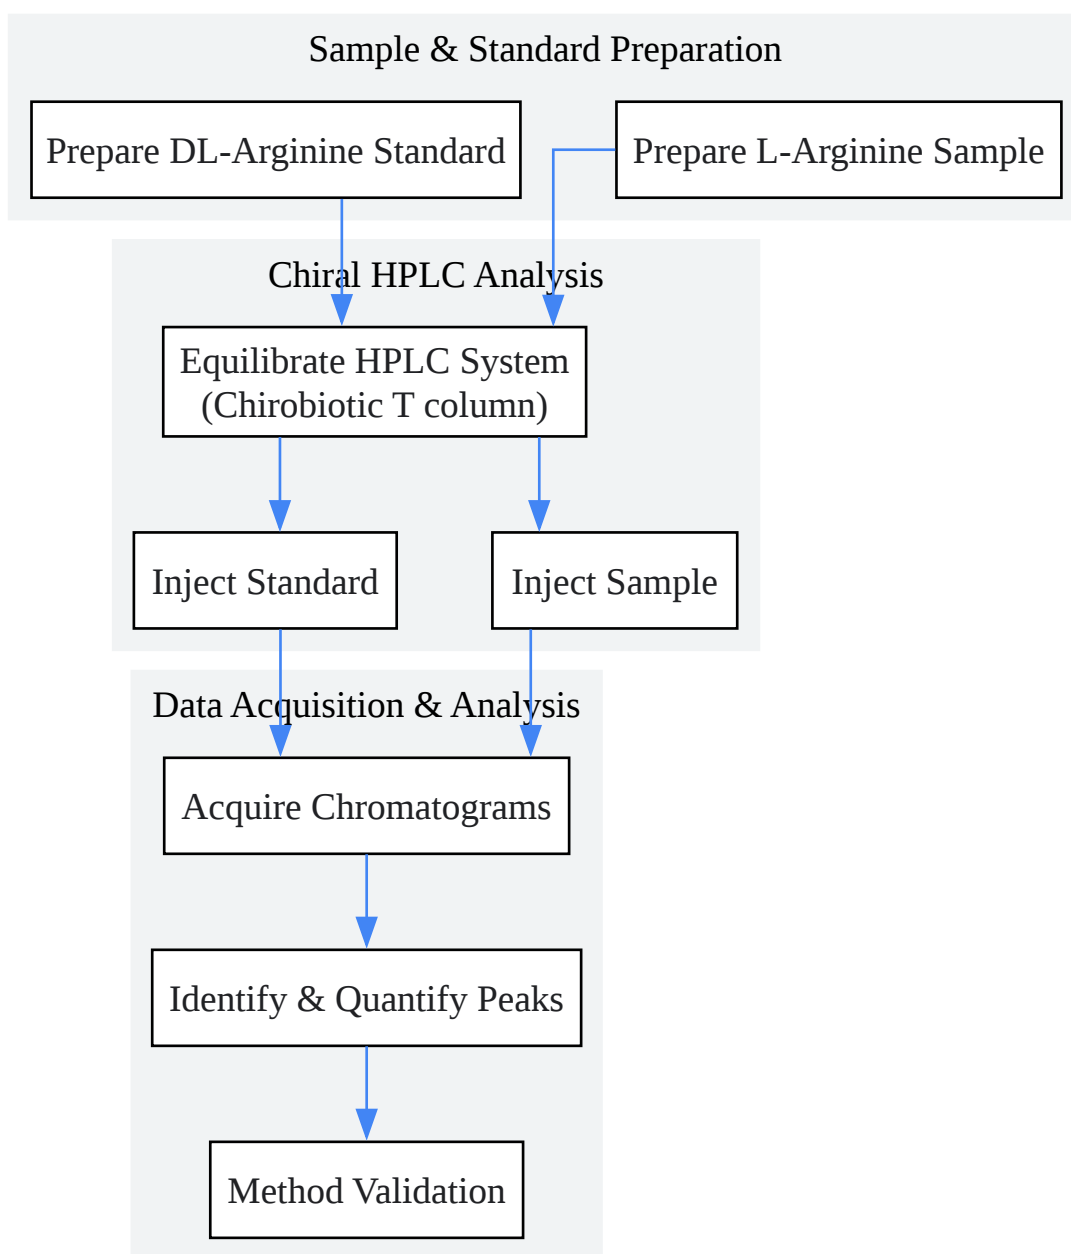 Sample & Standard Preparation
Prepare DL-Arginine Standard
Prepare L-Arginine Sample
Chiral HPLC Analysis
Equilibrate HPLC System
(Chirobiotic T column)
Inject Standard
Inject Sample
Data Acquisition & Analysis
Acquire Chromatograms
Identify & Quantify Peaks
Method Validation